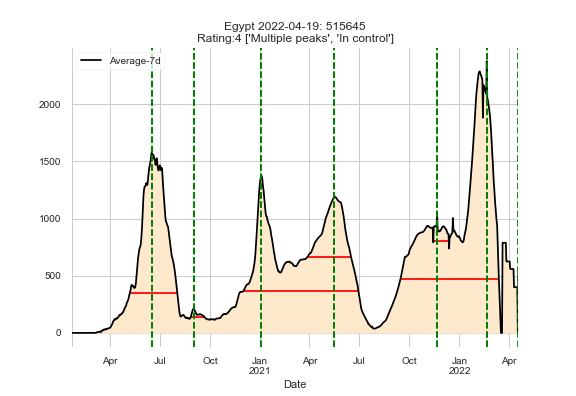 Egypt 2022-04-19: 515645
Rating:4 ['Multiple peaks', 'In control']
Average-7d
2000
1500
1000
500
0
Apr Jul Oct Jan Apr Jul Oct Jan Apr
2021 2022
Date